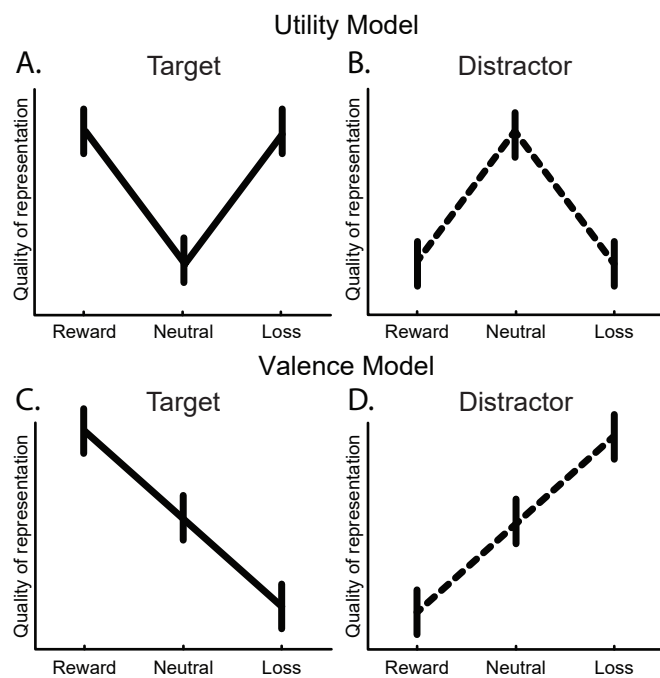 Utility Model
A. Target
B. Distractor
Quality of representation
Quality of representation
Reward Neutral Loss
Reward Neutral Loss
Valence Model
C. Target
D. Distractor
Quality of representation
Quality of representation
Reward Neutral Loss
Reward Neutral Loss